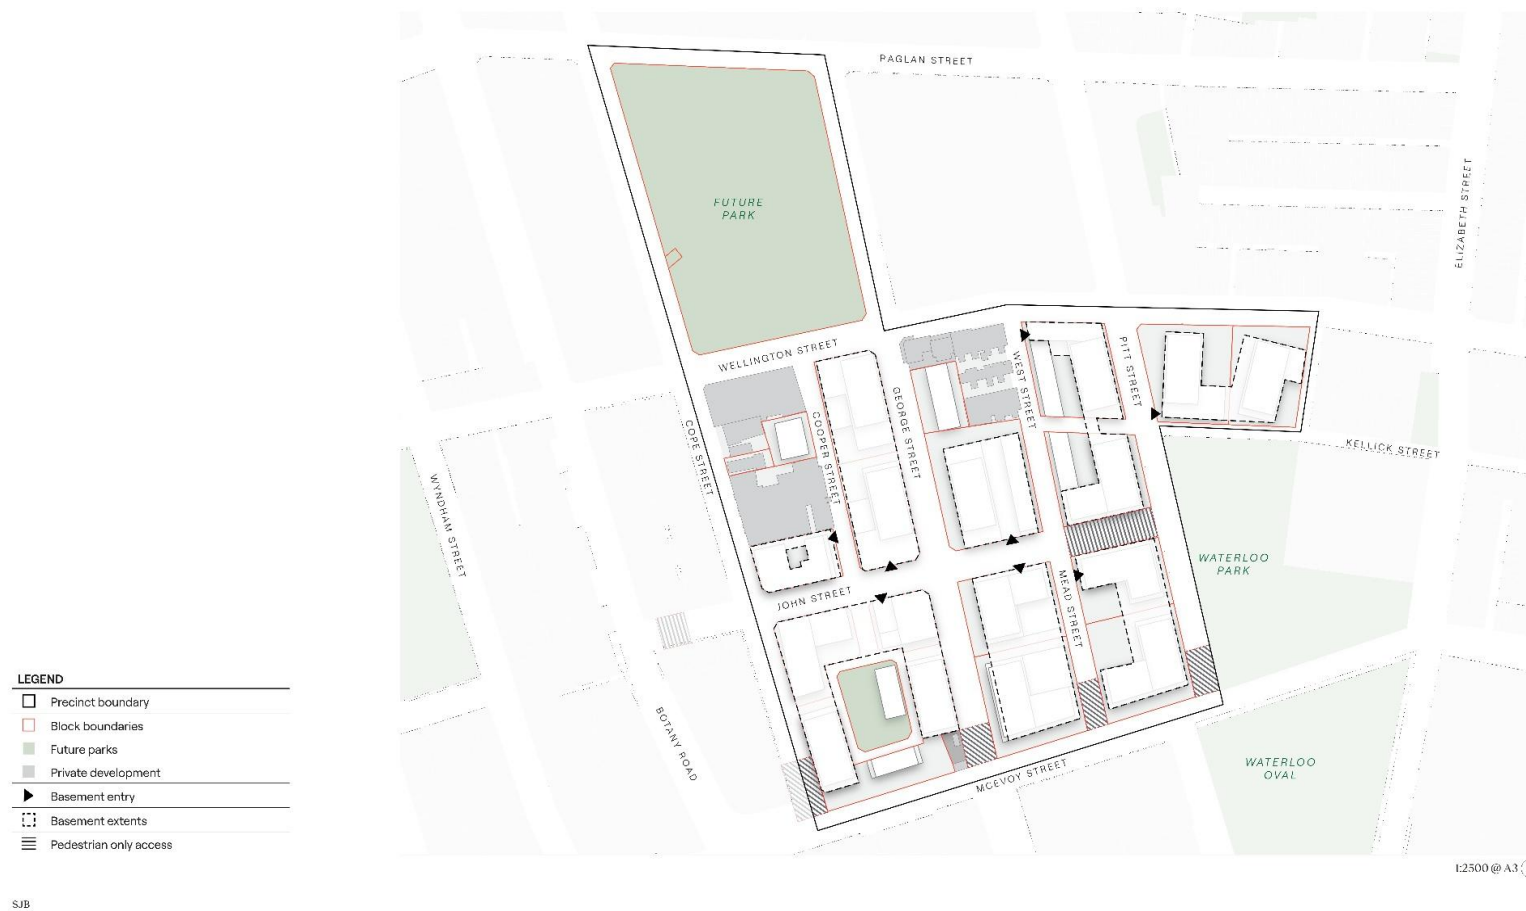 PAGLAN STREET
ELIZABETH STREET
FUTURE
PARK
WELLINGTON STREET
PITT STREET
WEST STREET
GEORGE STREET
COOPER STREET
COPE STREET
KELLICK STREET
WYNDHAM STREET
WATERLOO
PARK
MEAD STREET
JOHN STREET
BOTANY ROAD
MCEVOY STREET
WATERLOO
OVAL
LEGEND
Precinct boundary
Block boundaries
Future parks
Private development
Basement entry
Basement extents
Pedestrian only access
1:2500 @ A3
SJB